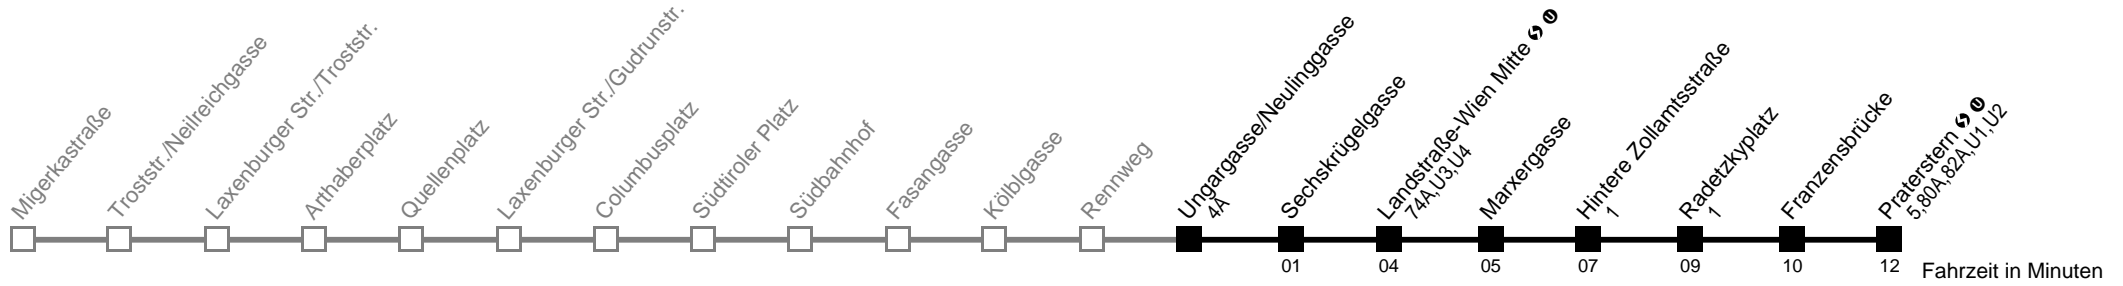 Migerkastraße
Troststr./Neilreichgasse
Laxenburger Str./Troststr.
Arthaberplatz
Quellenplatz
Laxenburger Str./Gudrunstr.
Columbusplatz
Südtiroler Platz
Südbahnhof
Fasangasse
Kölblgasse
Rennweg
Ungargasse/Neulinggasse
4A
Sechskrügelgasse
Landstraße-Wien Mitte S U
74A,U3,U4
Marxergasse
Hintere Zollamtsstraße
1
Radetzkyplatz
1
Franzensbrücke
Praterstern S U
5,80A,82A,U1,U2
01 04 05 07 09 10 12 Fahrzeit in Minuten